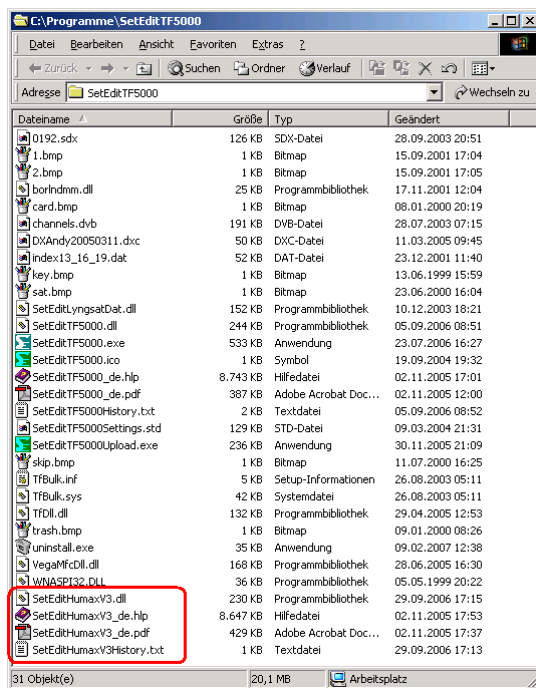 C:\Programme\SetEditTF5000
Datei Bearbeiten Ansicht Favoriten Extras ?
Zurück Suchen Ordner Verlauf
Adresse SetEditTF5000 Wechseln zu
Dateiname Größe Typ Geändert
0192.sdx 126 KB SDX-Datei 28.09.2003 20:51
1.bmp 1 KB Bitmap 15.09.2001 17:04
2.bmp 1 KB Bitmap 15.09.2001 17:05
borlndmm.dll 25 KB Programmbibliothek 17.11.2001 12:04
card.bmp 1 KB Bitmap 08.01.2000 20:19
channels.dvb 191 KB DVB-Datei 28.07.2003 07:15
DXAndy20050311.dxc 50 KB DXC-Datei 11.03.2005 09:45
index13_16_19.dat 52 KB DAT-Datei 23.12.2001 11:40
key.bmp 1 KB Bitmap 13.06.1999 15:59
sat.bmp 1 KB Bitmap 23.06.2000 16:04
SetEditLyngsatDat.dll 152 KB Programmbibliothek 10.12.2003 18:21
SetEditTF5000.dll 244 KB Programmbibliothek 05.09.2006 08:51
SetEditTF5000.exe 533 KB Anwendung 23.07.2006 16:27
SetEditTF5000.ico 1 KB Symbol 19.09.2004 19:32
SetEditTF5000_de.hlp 8.743 KB Hilfedatei 02.11.2005 17:01
SetEditTF5000_de.pdf 387 KB Adobe Acrobat Doc... 02.11.2005 12:00
SetEditTF5000History.txt 2 KB Textdatei 05.09.2006 08:52
SetEditTF5000Settings.std 129 KB STD-Datei 09.03.2004 21:31
SetEditTF5000Upload.exe 236 KB Anwendung 30.11.2005 21:09
skip.bmp 1 KB Bitmap 11.07.2000 16:25
TfBulk.inf 5 KB Setup-Informationen 26.08.2003 05:11
TfBulk.sys 42 KB Systemdatei 26.08.2003 05:11
TfDll.dll 132 KB Programmbibliothek 29.04.2005 12:53
trash.bmp 1 KB Bitmap 09.01.2000 08:26
uninstall.exe 35 KB Anwendung 09.02.2007 12:38
VegaMfcDll.dll 168 KB Programmbibliothek 28.06.2005 16:30
WNASPI32.DLL 36 KB Programmbibliothek 05.05.1999 20:22
SetEditHumaxV3.dll 230 KB Programmbibliothek 29.09.2006 17:15
SetEditHumaxV3_de.hlp 8.647 KB Hilfedatei 02.11.2005 17:53
SetEditHumaxV3_de.pdf 429 KB Adobe Acrobat Doc... 02.11.2005 17:37
SetEditHumaxV3History.txt 1 KB Textdatei 29.09.2006 17:13
31 Objekt(e) 20,1 MB Arbeitsplatz